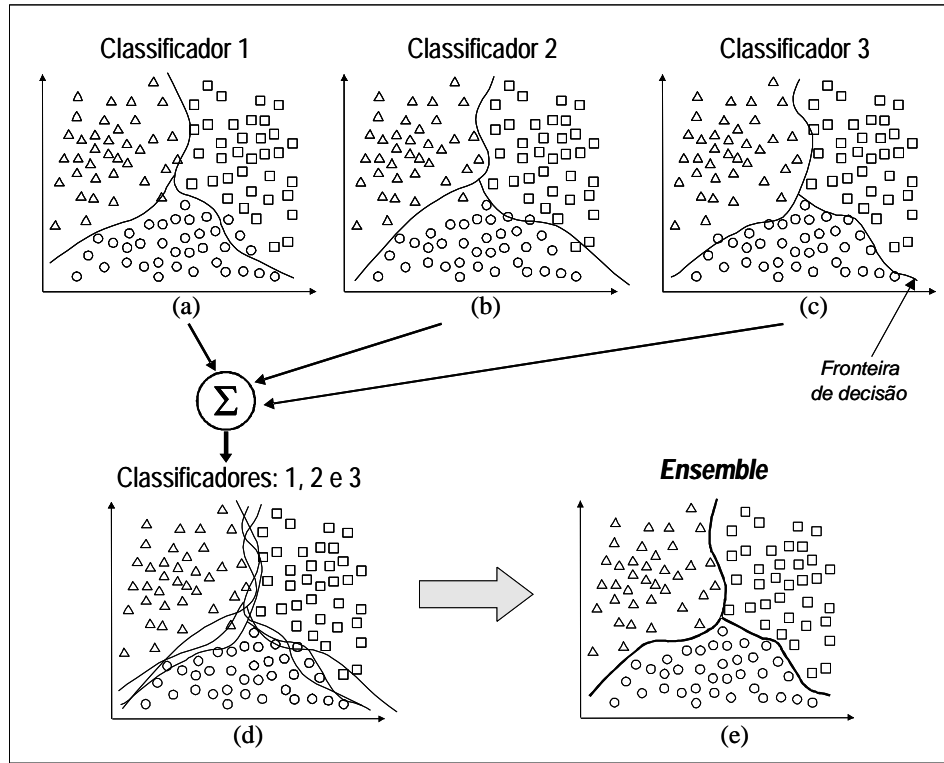 Classificador 1
Classificador 2
Classificador 3
(a)
(b)
(c)
Fronteira
de decisão
Σ
Classificadores: 1, 2 e 3
Ensemble
(d)
(e)